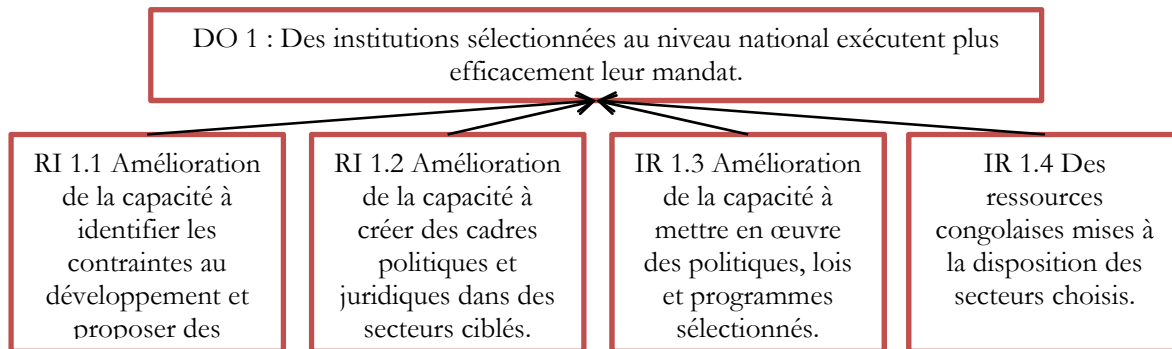 DO 1 : Des institutions sélectionnées au niveau national exécutent plus
efficacement leur mandat.
RI 1.1 Amélioration
de la capacité à
identifier les
contraintes au
développement et
proposer des
RI 1.2 Amélioration
de la capacité à
créer des cadres
politiques et
juridiques dans des
secteurs ciblés.
IR 1.3 Amélioration
de la capacité à
mettre en œuvre
des politiques, lois
et programmes
sélectionnés.
IR 1.4 Des
ressources
congolaises mises à
la disposition des
secteurs choisis.